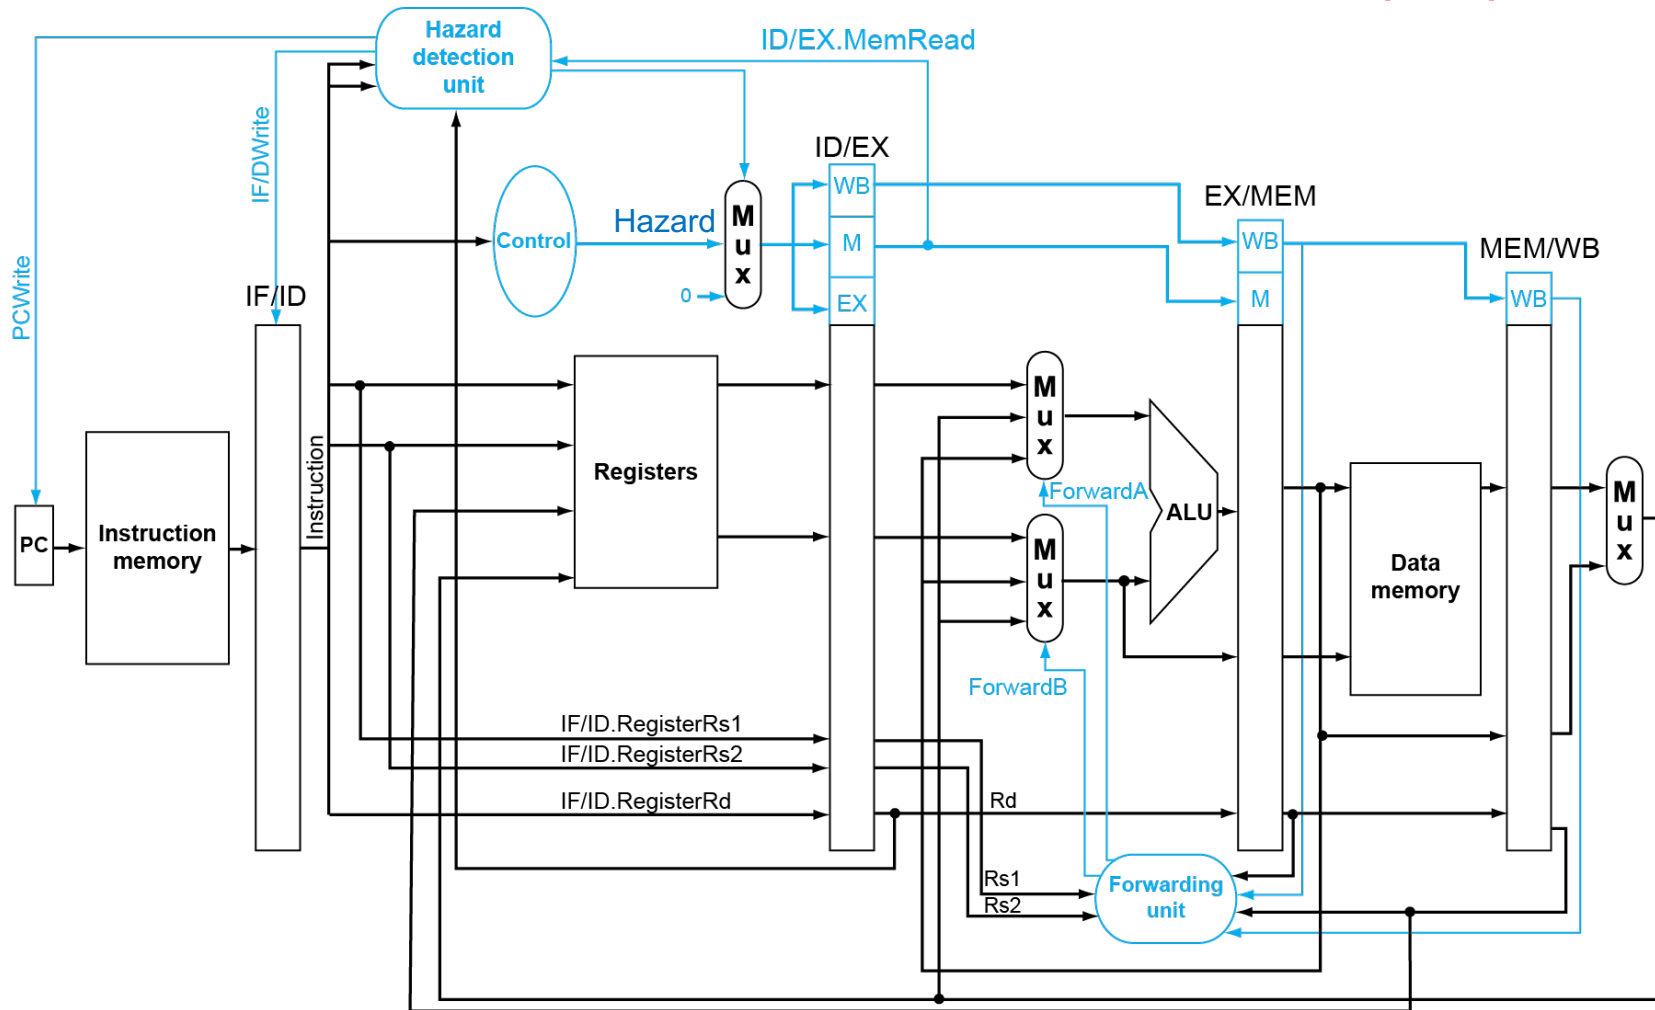 Hazard
detection
unit
ID/EX.MemRead
IF/DWrite
PCWrite
ID/EX
WB
M
EX
EX/MEM
WB
M
MEM/WB
WB
Control
Hazard
M
u
x
0
IF/ID
Instruction
PC
Instruction
memory
Registers
M
u
x
ForwardA
M
u
x
ForwardB
ALU
Data
memory
M
u
x
IF/ID.RegisterRs1
IF/ID.RegisterRs2
IF/ID.RegisterRd
Rd
Rs1
Rs2
Forwarding
unit